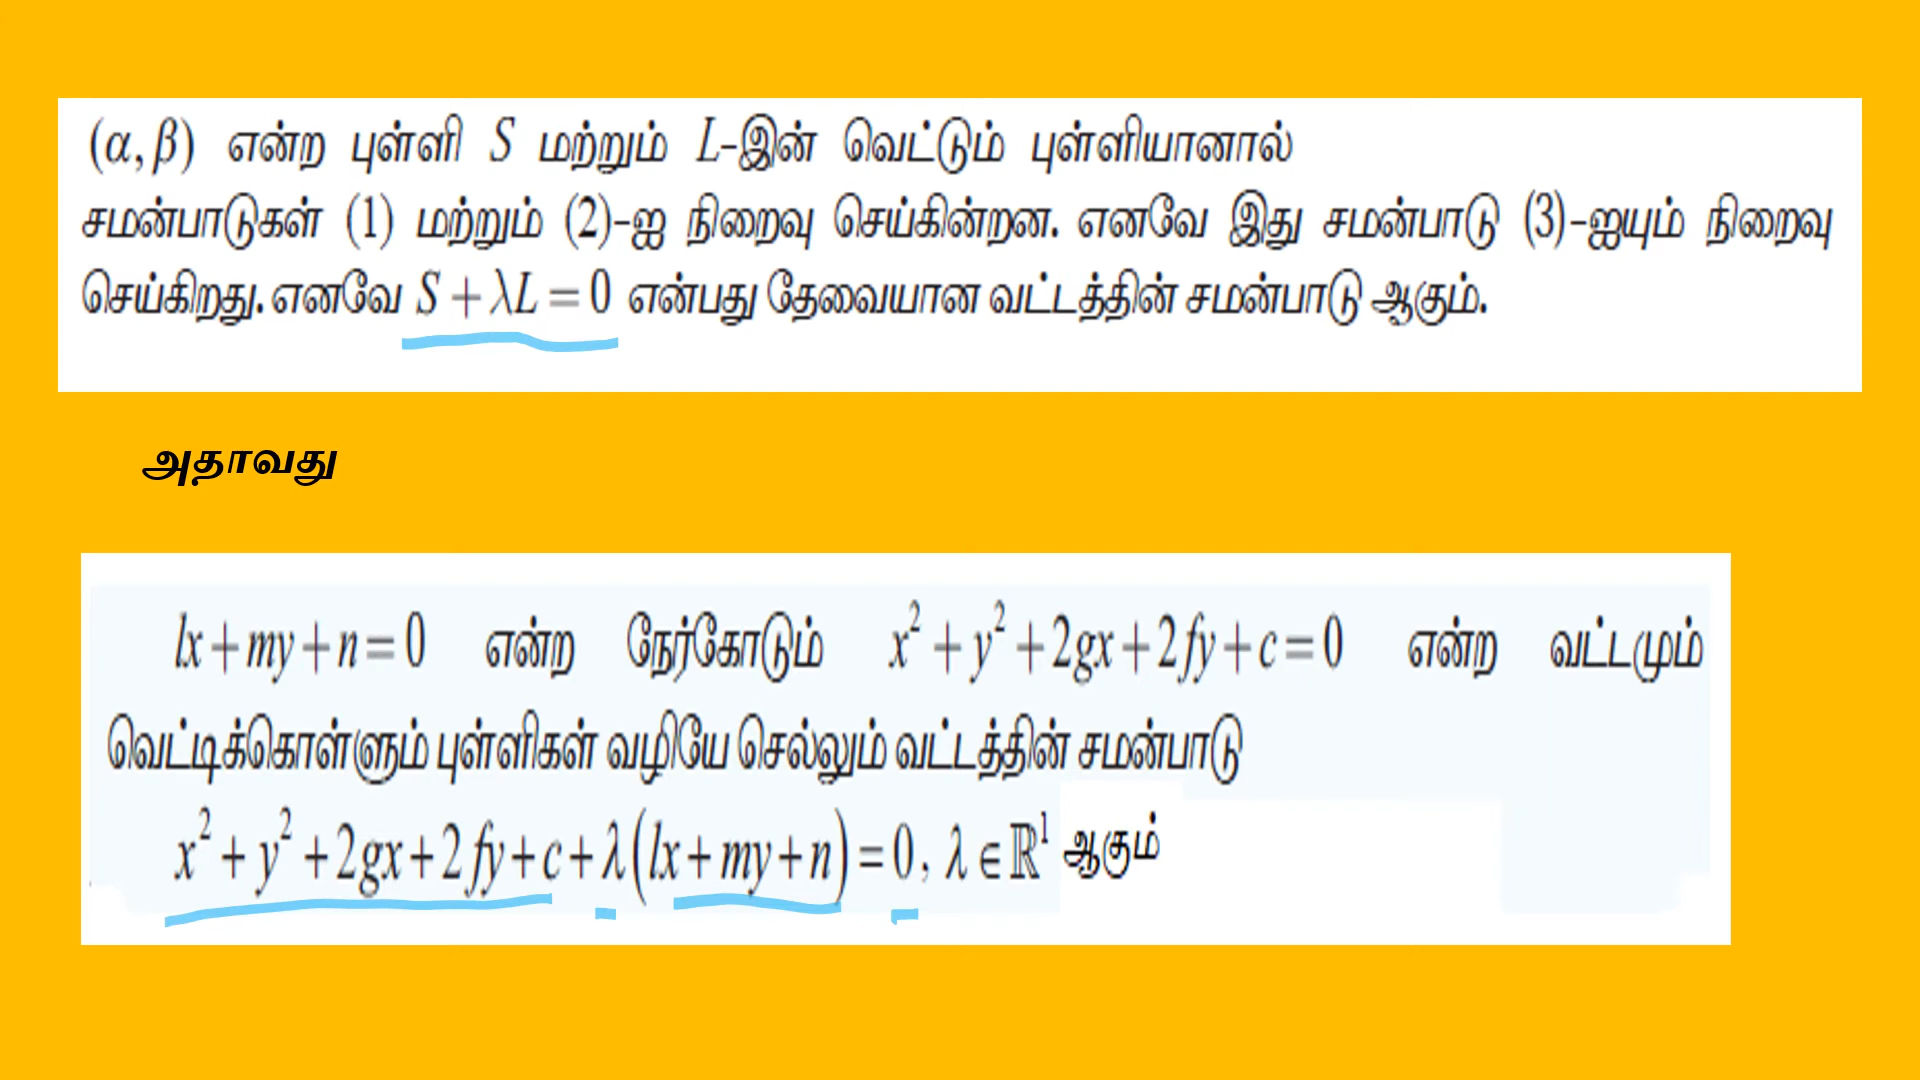 (α, β) என்ற புள்ளி S மற்றும் L-இன் வெட்டும் புள்ளியானால்
சமன்பாடுகள் (1) மற்றும் (2)-ஐ நிறைவு செய்கின்றன. எனவே இது சமன்பாடு (3)-ஐயும் நிறைவு
செய்கிறது. எனவே S + λL = 0 என்பது தேவையான வட்டத்தின் சமன்பாடு ஆகும்.
அதாவது
lx + my + n = 0 என்ற நேர்கோடும் x² + y² + 2gx + 2fy + c = 0 என்ற வட்டமும்
வெட்டிக்கொள்ளும் புள்ளிகள் வழியே செல்லும் வட்டத்தின் சமன்பாடு
x² + y² + 2gx + 2fy + c + λ(lx + my + n) = 0, λ ∈ ℝ¹ ஆகும்